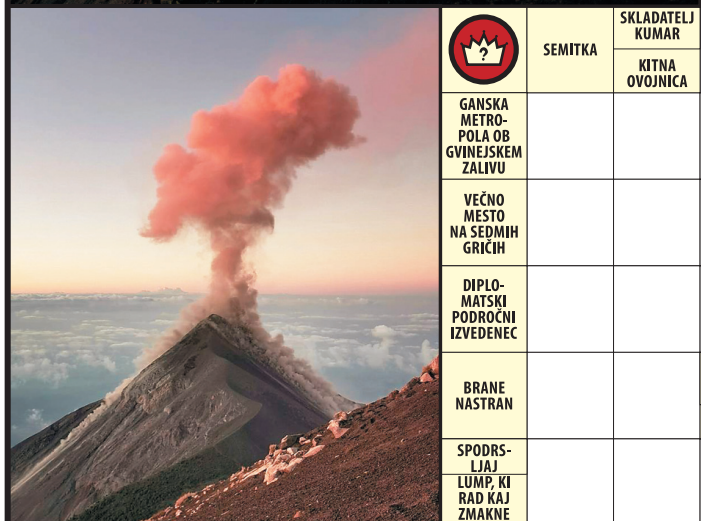 ?
SEMITKA
SKLADATELJ
KUMAR
KITNA
OVOJNICA
GANSKA
METRO-
POLA OB
GVINEJSKEM
ZALIVU
VEČNO
MESTO
NA SEDMIH
GRIČIH
DIPLO-
MATSKI
PODROČNI
IZVEDENEC
BRANE
NASTRAN
SPODRS-
LJAJ
LUMP, KI
RAD KAJ
ZMAKNE